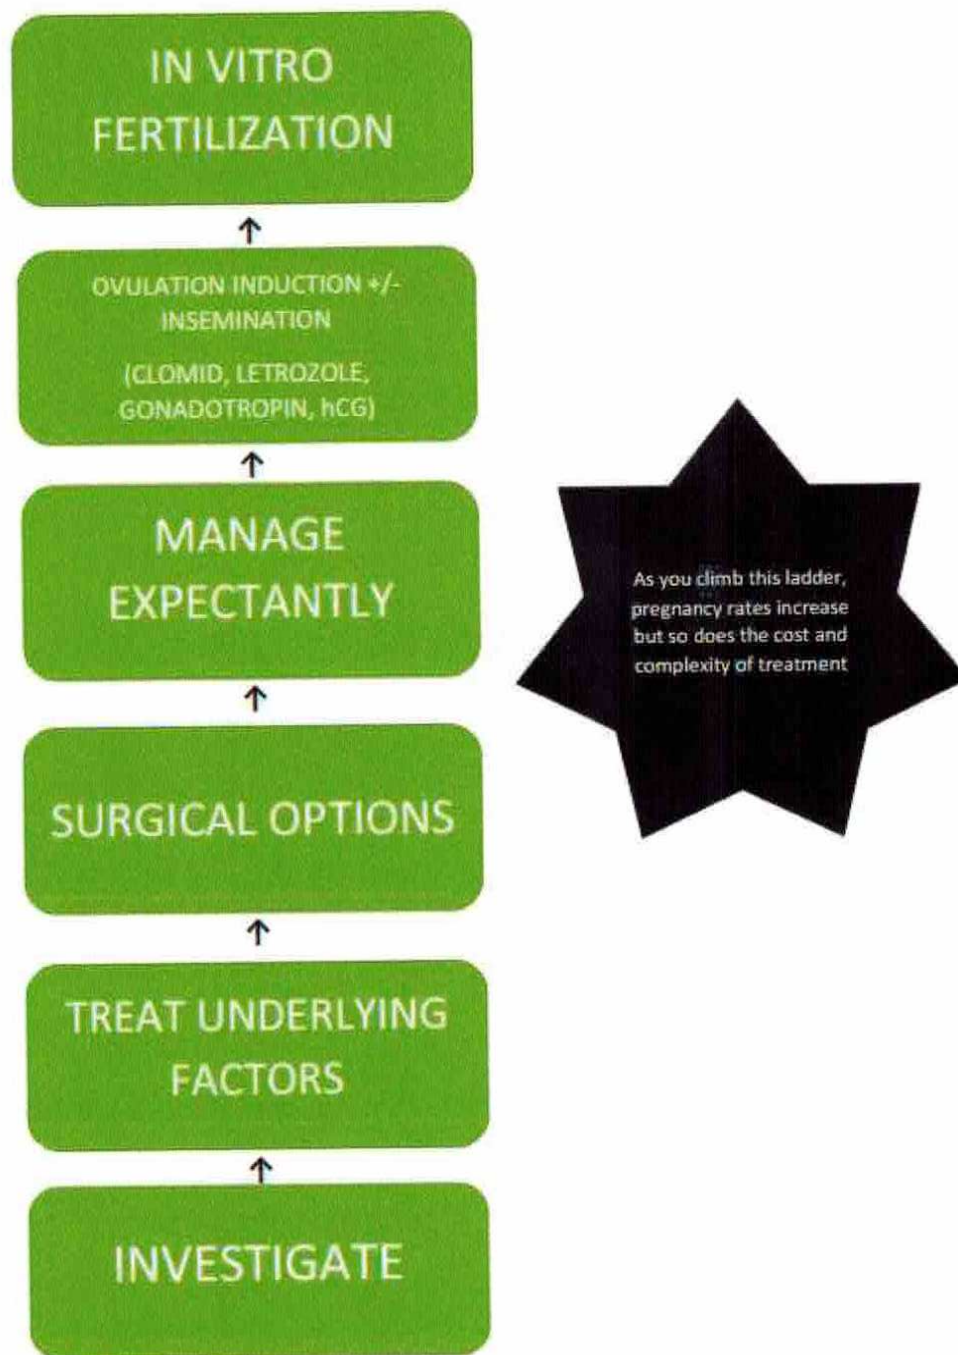 IN VITRO
FERTILIZATION
OVULATION INDUCTION +/-
INSEMINATION
(CLOMID, LETROZOLE,
GONADOTROPIN, hCG)
MANAGE
EXPECTANTLY
SURGICAL OPTIONS
TREAT UNDERLYING
FACTORS
INVESTIGATE
As you climb this ladder,
pregnancy rates increase
but so does the cost and
complexity of treatment